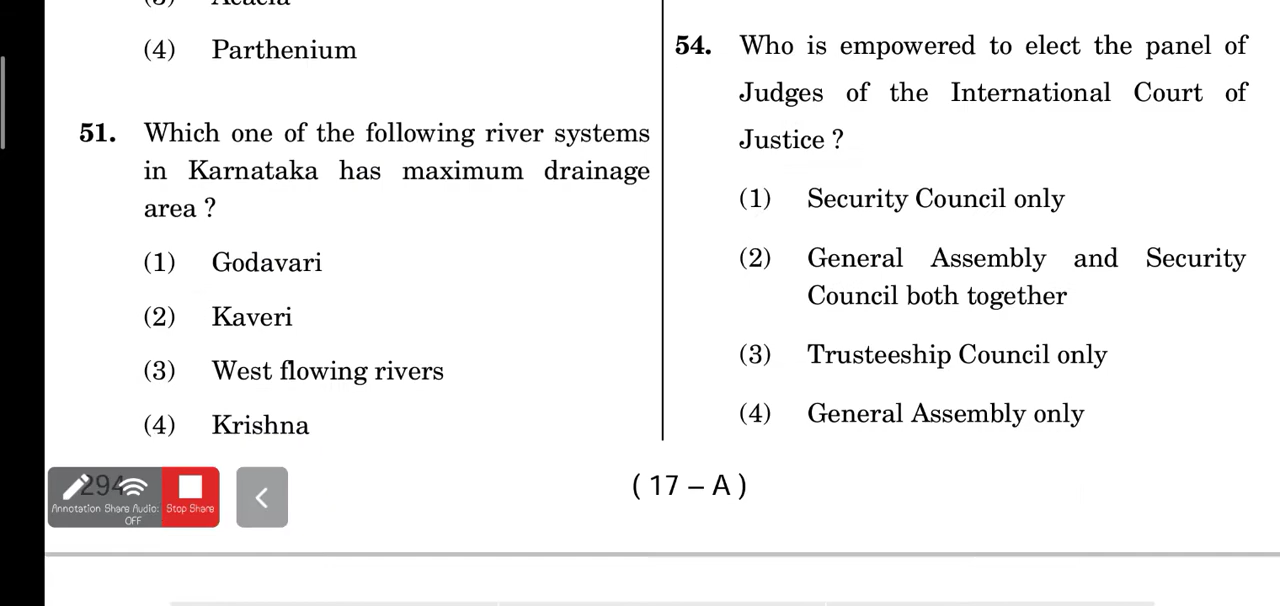 (4) Parthenium
51. Which one of the following river systems
in Karnataka has maximum drainage
area ?
(1) Godavari
(2) Kaveri
(3) West flowing rivers
(4) Krishna
54. Who is empowered to elect the panel of
Judges of the International Court of
Justice ?
(1) Security Council only
(2) General Assembly and Security
Council both together
(3) Trusteeship Council only
(4) General Assembly only
294
Annotation Share Audio: Stop Share
OFF
( 17 – A )